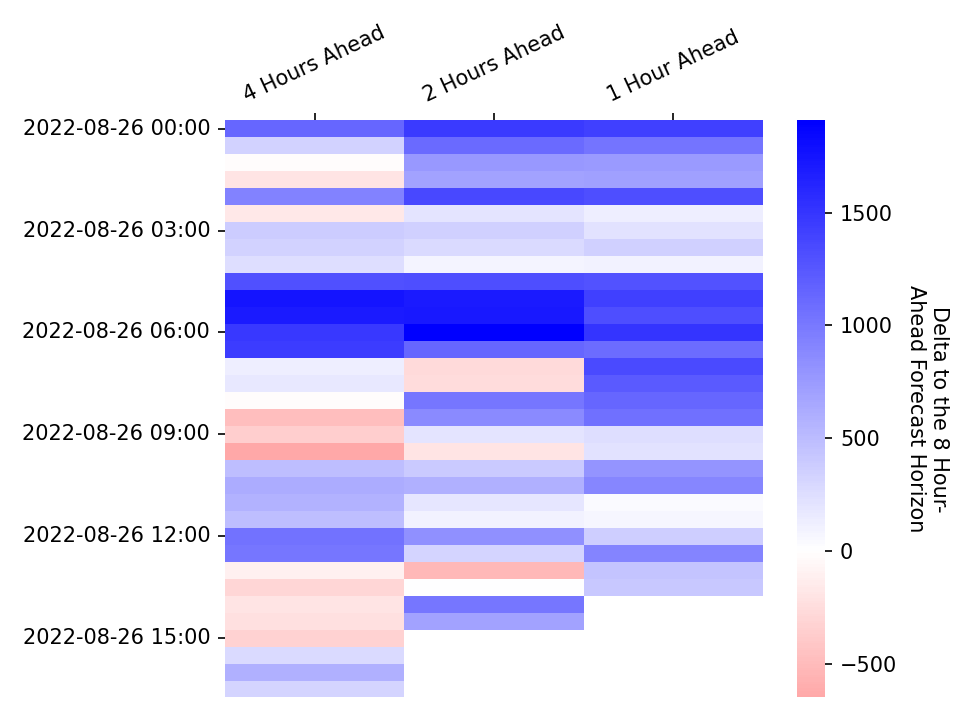 4 Hours Ahead
2 Hours Ahead
1 Hour Ahead
2022-08-26 00:00
2022-08-26 03:00
2022-08-26 06:00
2022-08-26 09:00
2022-08-26 12:00
2022-08-26 15:00
1500
1000
500
0
−500
Delta to the 8 Hour-
Ahead Forecast Horizon